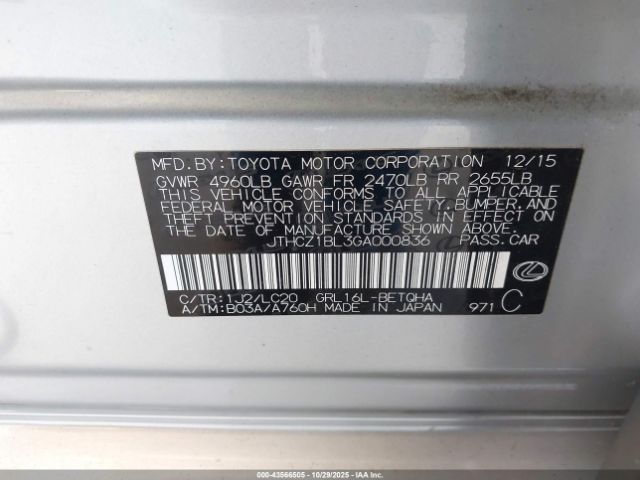 MFD. BY: TOYOTA MOTOR CORPORATION 12/15
GVWR 4960LB GAWR FR 2470LB RR 2655LB
THIS VEHICLE CONFORMS TO ALL APPLICABLE
FEDERAL MOTOR VEHICLE SAFETY, BUMPER, AND
THEFT PREVENTION STANDARDS IN EFFECT ON
THE DATE OF MANUFACTURE SHOWN ABOVE.
JTHCZ1BL3GA000836 PASS.CAR
C/TR: 1J2/LC20 GRL16L-BETQHA
A/TM: B03A/A760H MADE IN JAPAN 971 C
000-43566505 - 10/29/2025 - IAA Inc.